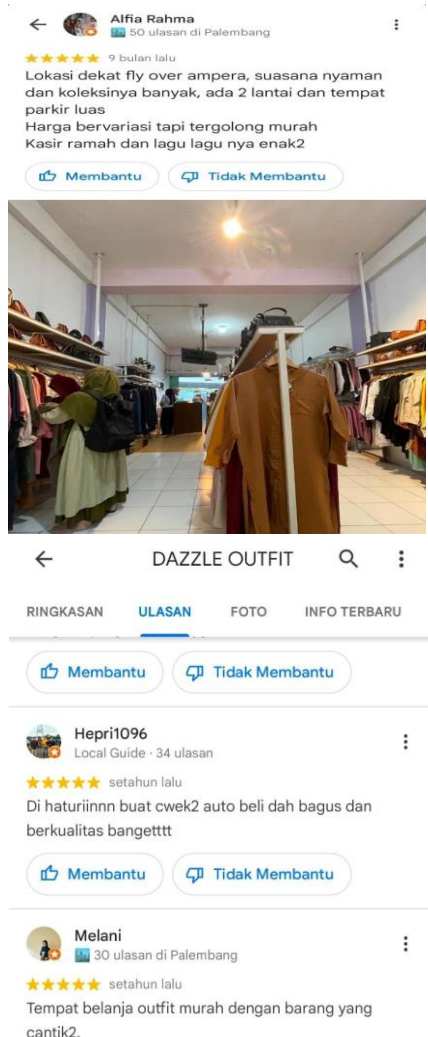 Alfia Rahma
50 ulasan di Palembang
9 bulan lalu
Lokasi dekat fly over ampera, suasana nyaman
dan koleksinya banyak, ada 2 lantai dan tempat
parkir luas
Harga bervariasi tapi tergolong murah
Kasir ramah dan lagu lagu nya enak2
Membantu Tidak Membantu
DAZZLE OUTFIT
RINGKASAN ULASAN FOTO INFO TERBARU
Membantu Tidak Membantu
Hepri1096
Local Guide · 34 ulasan
setahun lalu
Di haturiinnn buat cwek2 auto beli dah bagus dan
berkualitas bangetttt
Membantu Tidak Membantu
Melani
30 ulasan di Palembang
setahun lalu
Tempat belanja outfit murah dengan barang yang
cantik2.